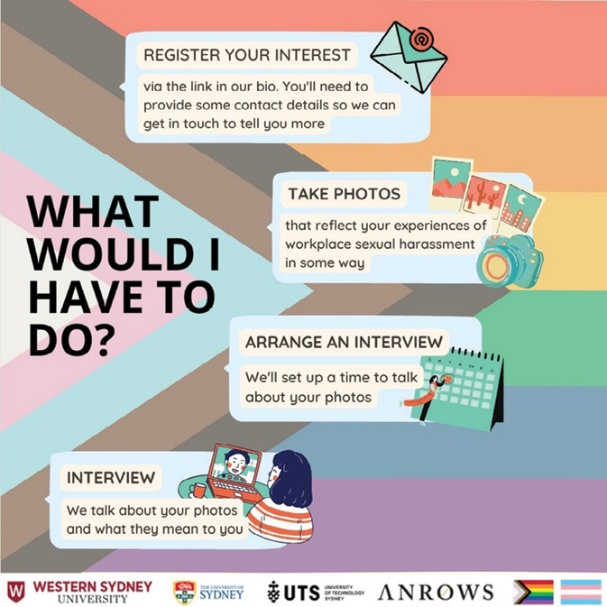 REGISTER YOUR INTEREST
via the link in our bio. You'll need to
provide some contact details so we can
get in touch to tell you more
TAKE PHOTOS
that reflect your experiences of
workplace sexual harassment
in some way
WHAT
WOULD I
HAVE TO
DO?
ARRANGE AN INTERVIEW
We'll set up a time to talk
about your photos
INTERVIEW
We talk about your photos
and what they mean to you
W WESTERN SYDNEY
UNIVERSITY
THE UNIVERSITY OF
SYDNEY
UTS
UNIVERSITY
OF TECHNOLOGY
SYDNEY
ANROWS